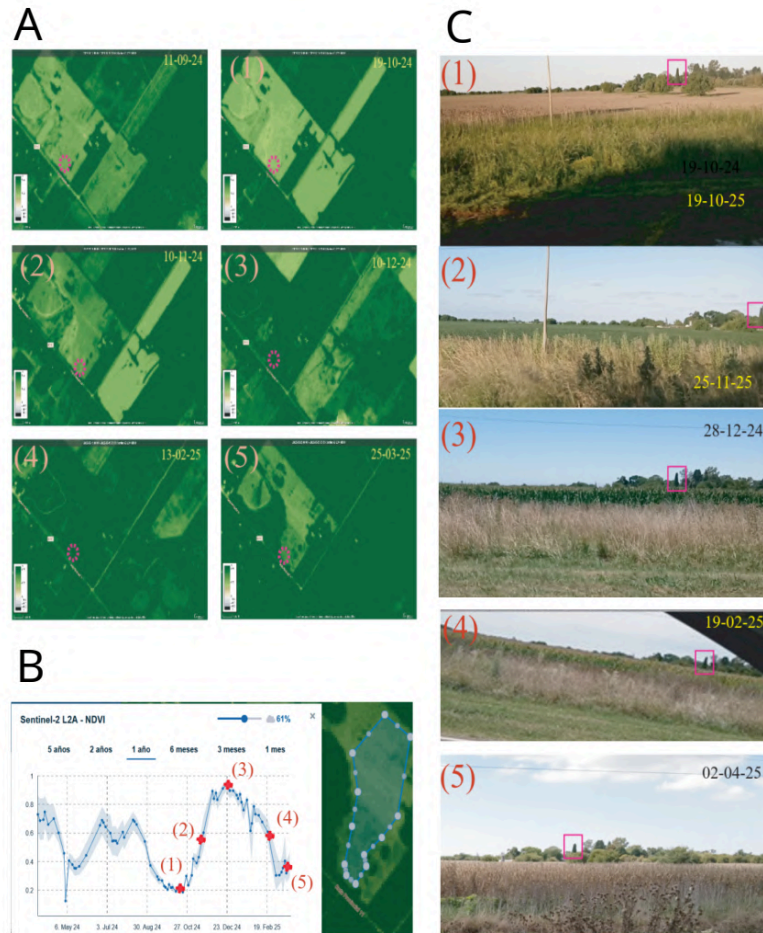 A
11-09-24
(1)
19-10-24
(2)
10-11-24
(3)
10-12-24
(4)
13-02-25
(5)
25-03-25
B
Sentinel-2 L2A - NDVI
61%
x
5 años
2 años
1 año
6 meses
3 meses
1 mes
1
0.8
0.6
0.4
0.2
(1)
(2)
(3)
(4)
(5)
6. May 24
3. Jul 24
30. Aug 24
27. Oct 24
23. Dec 24
19. Feb 25
C
(1)
19-10-24
19-10-25
(2)
25-11-25
(3)
28-12-24
(4)
19-02-25
(5)
02-04-25